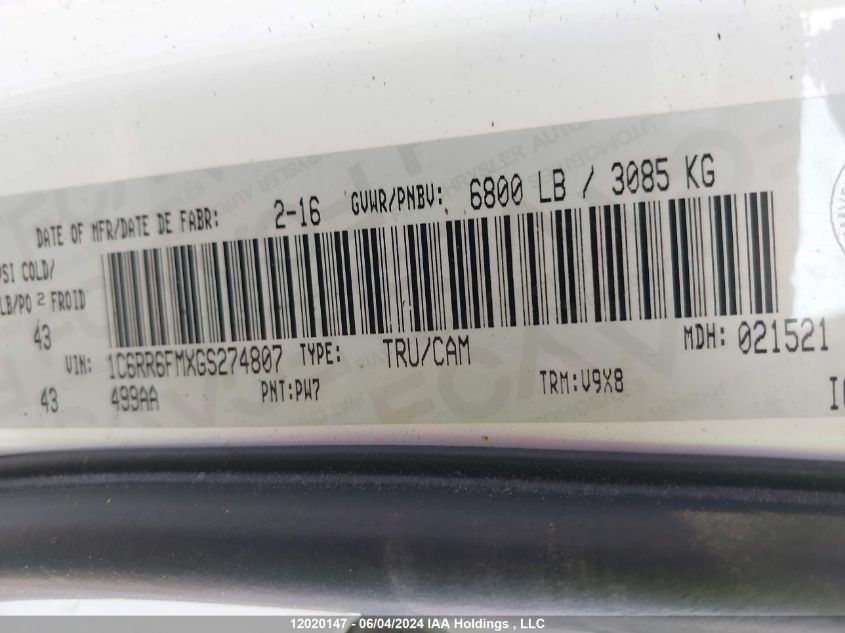 DATE OF MFR/DATE DE FABR: 2-16 GVWR/PNBV: 6800 LB / 3085 KG
PSI COLD/
LB/PO 2 FROID
43
VIN: 1C6RR6FMXGS274807 TYPE: TRU/CAM MDH: 021521
43 499AA PNT:PW7 TRM:V9X8
12020147 - 06/04/2024 IAA Holdings , LLC